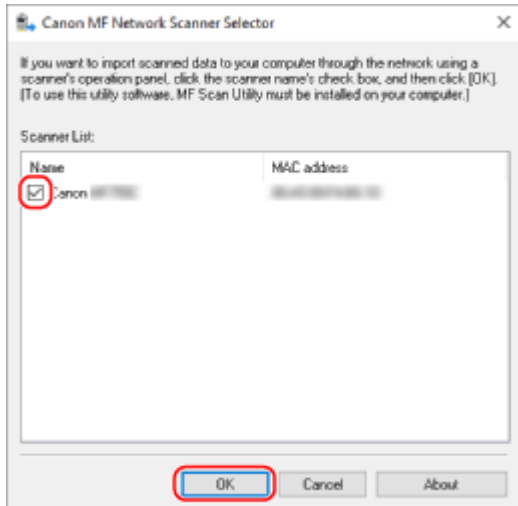 Canon MF Network Scanner Selector
If you want to import scanned data to your computer through the network using a
scanner's operation panel, click the scanner name's check box, and then click [OK].
(To use this utility software, MF Scan Utility must be installed on your computer.)
Scanner List:
Name MAC address
Canon
OK Cancel About